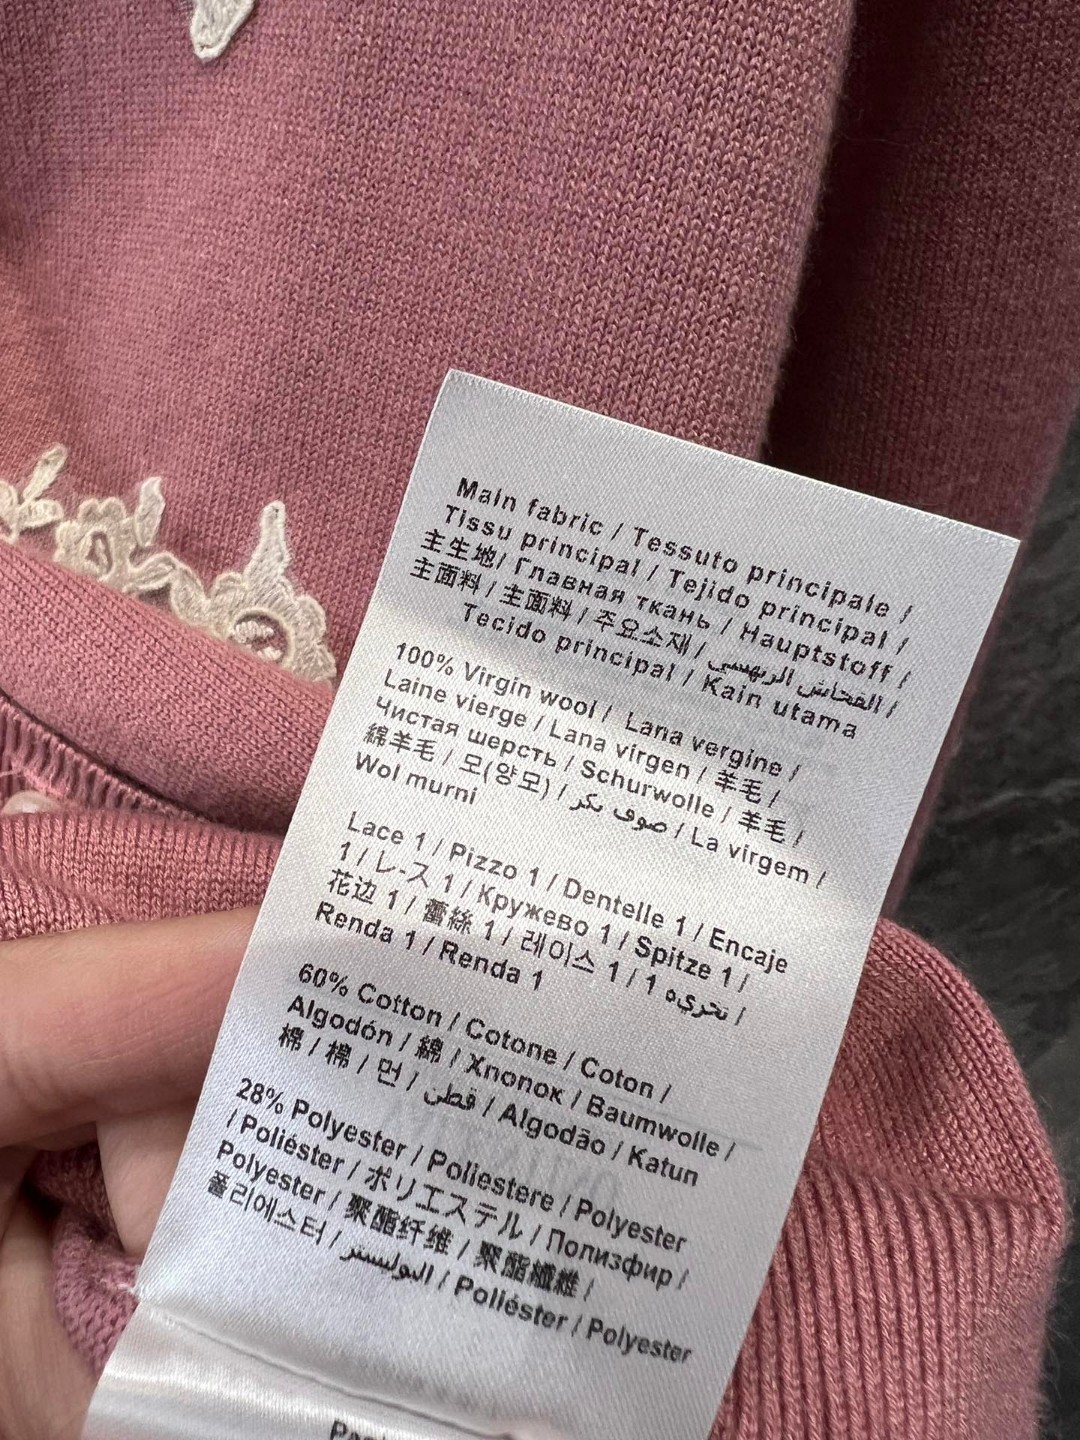 Main fabric / Tessuto principale /
Tissu principal / Tejido principal /
主生地/ Главная ткань / Hauptstoff /
主面料 / 主面料 / 주요소재 / القماش الريهسي /
Tecido principal / Kain utama
100% Virgin wool / Lana vergine /
Laine vierge / Lana virgen / 羊毛 /
Чистая шерсть / Schurwolle / 羊毛 /
綿羊毛 / 모(양모) / صوف بكر / La virgem /
Wol murni
Lace 1 / Pizzo 1 / Dentelle 1 / Encaje
1 / レ-ス 1 / Кружево 1 / Spitze 1 /
花边 1 / 蕾絲 1 / 레이스 1 / 1 تخريه /
Renda 1 / Renda 1
60% Cotton / Cotone / Coton /
Algodón / 綿 / Хлопок / Baumwolle /
棉 / 棉 / 면 / قطن / Algodão / Katun
28% Polyester / Poliestere / Polyester
/ Poliéster / ポリエステル / Полиэфир /
Polyester / 聚酯纤维 / 聚酯纖維 /
폴리에스터 / البوليستر / Poliéster / Polyester